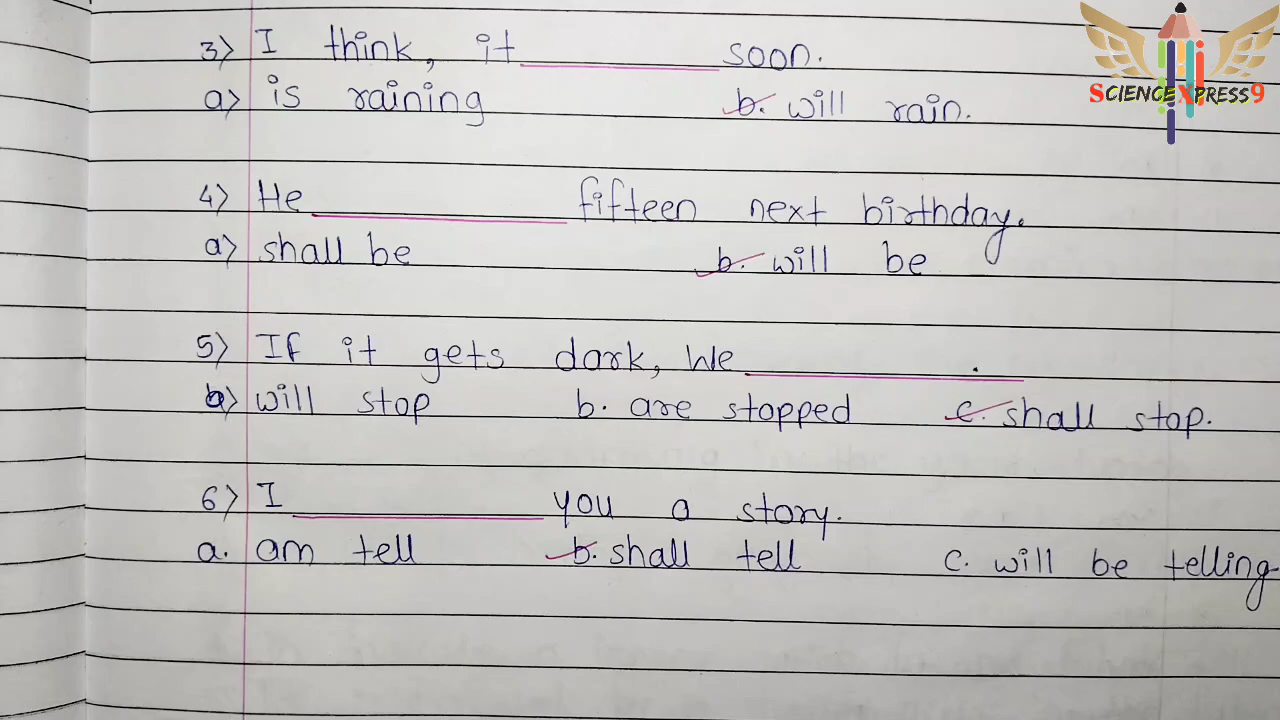 SCIENCEXPRESS9
3) I think, it ________ soon.
a) is raining b. will rain.
4) He ________ fifteen next birthday.
a) shall be b. will be
5) If it gets dark, We ________.
a) will stop b. are stopped c. shall stop.
6) I ________ you a story.
a. am tell b. shall tell c. will be telling